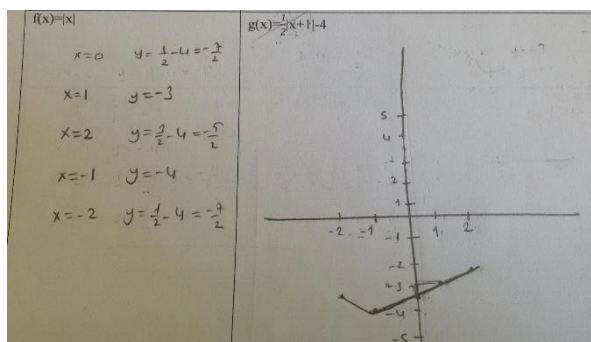 f(x)=|x|
x=0 y=1/2-4=-7/2
x=1 y=-3
x=2 y=3/2-4=-5/2
x=-1 y=-4
x=-2 y=1/2-4=-7/2
g(x)=1/2|x+1|-4
5
4
2
1
-2 -1 1 2
-1
-2
-3
-4
-5